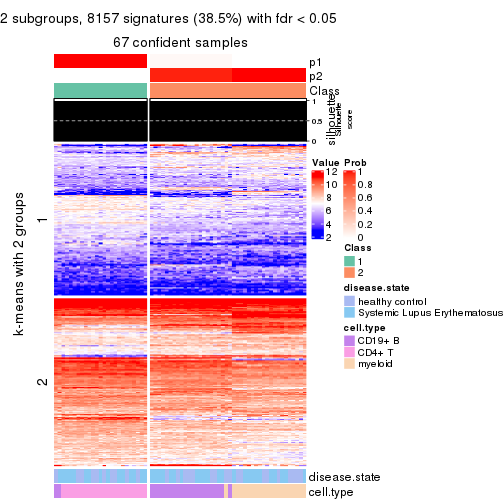 2 subgroups, 8157 signatures (38.5%) with fdr < 0.05
67 confident samples
p1
p2
Class
silhouette
Silhouette
score
1
0.5
0
k-means with 2 groups
1
2
Value
12
10
8
6
4
2
Prob
1
0.8
0.6
0.4
0.2
0
Class
1
2
disease.state
healthy control
Systemic Lupus Erythematosus
cell.type
CD19+ B
CD4+ T
myeloid
disease.state
cell.type